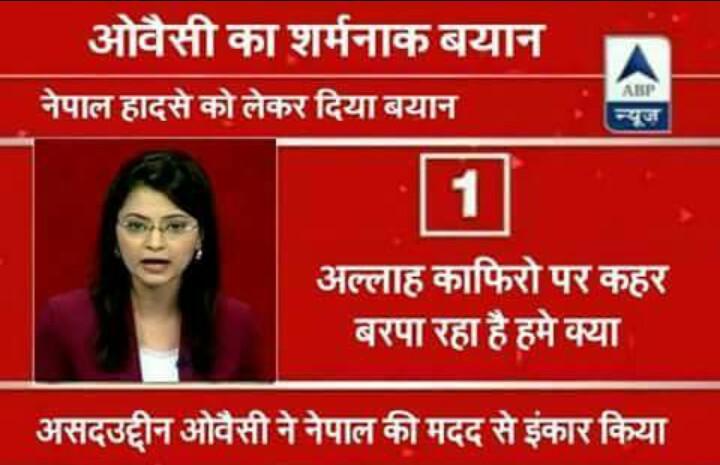 ओवैसी का शर्मनाक बयान
ABP
न्यूज़
नेपाल हादसे को लेकर दिया बयान
1
अल्लाह काफिरो पर कहर
बरपा रहा है हमे क्या
असदउद्दीन ओवैसी ने नेपाल की मदद से इंकार किया